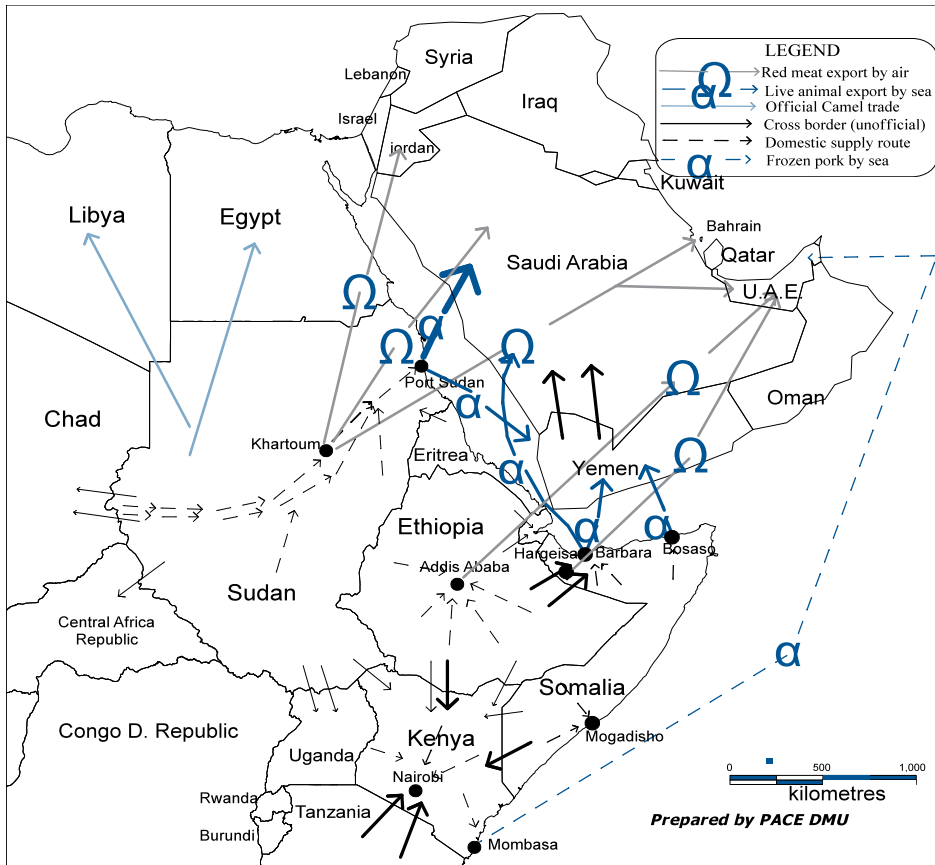 LEGEND
Ω Red meat export by air
α Live animal export by sea
Official Camel trade
Cross border (unofficial)
Domestic supply route
α Frozen pork by sea
Syria
Lebanon
Iraq
Israel
jordan
Kuwait
Libya
Egypt
Bahrain
Qatar
Saudi Arabia
U.A.E.
Ω
Ω
α
Ω
Port Sudan
Ω
Oman
Chad
α
Khartoum
Eritrea
Ω
Yemen
α
Ethiopia
α
α
Hargeisa
Barbara
Bosaso
Addis Ababa
Sudan
Central Africa
Republic
α
Somalia
Congo D. Republic
Kenya
Mogadisho
Uganda
Nairobi
0 500 1,000
kilometres
Rwanda
Tanzania
Burundi
Prepared by PACE DMU
Mombasa